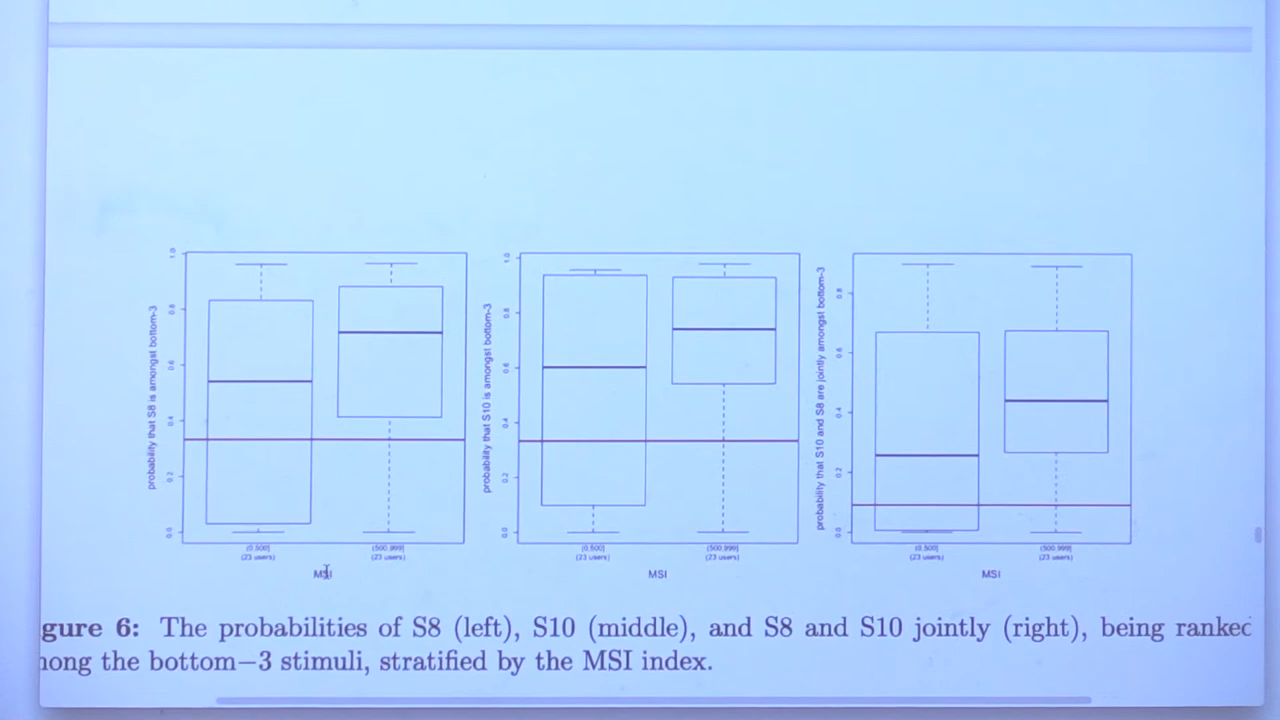 probability that S8 is amongst bottom-3
1.0
0.8
0.6
0.4
0.2
0.0
(0,500]
(23 users)
(500,999]
(23 users)
MSI
probability that S10 is amongst bottom-3
1.0
0.8
0.6
0.4
0.2
0.0
(0,500]
(23 users)
(500,999]
(23 users)
MSI
probability that S10 and S8 are jointly amongst bottom-3
0.8
0.6
0.4
0.2
0.0
(0,500]
(23 users)
(500,999]
(23 users)
MSI
gure 6: The probabilities of S8 (left), S10 (middle), and S8 and S10 jointly (right), being ranked
nong the bottom−3 stimuli, stratified by the MSI index.